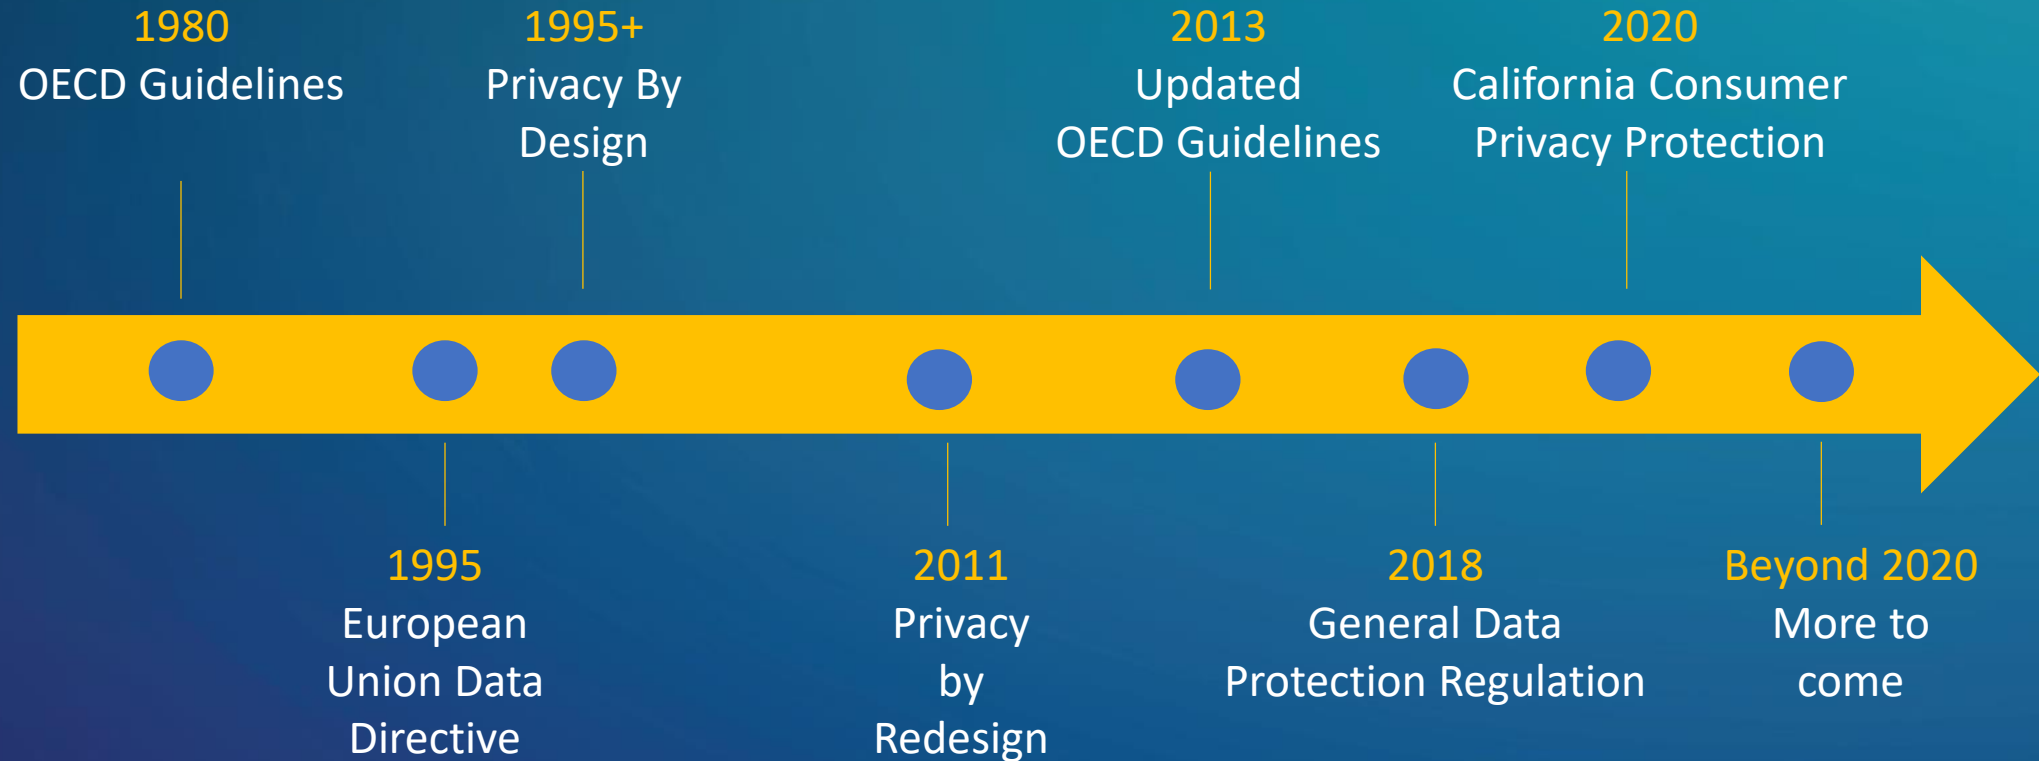 1980
OECD Guidelines
1995+
Privacy By
Design
2013
Updated
OECD Guidelines
2020
California Consumer
Privacy Protection
1995
European
Union Data
Directive
2011
Privacy
by
Redesign
2018
General Data
Protection Regulation
Beyond 2020
More to
come